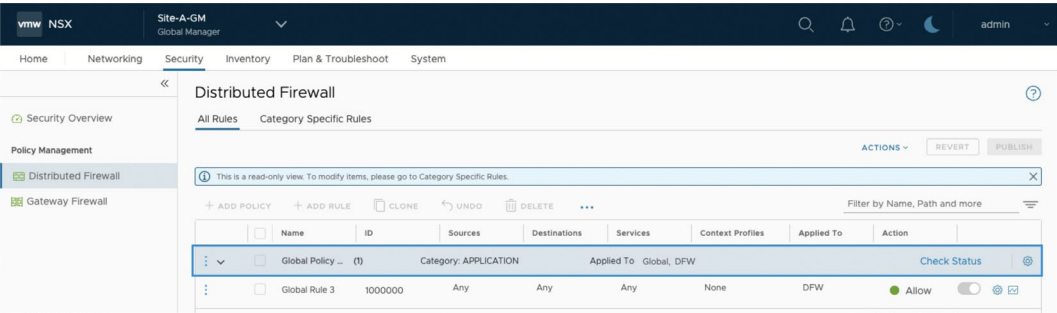 vmw NSX
Site-A-GM
Global Manager
admin
Home Networking Security Inventory Plan & Troubleshoot System
Security Overview
Policy Management
Distributed Firewall
Gateway Firewall
Distributed Firewall
All Rules Category Specific Rules
ACTIONS REVERT PUBLISH
This is a read-only view. To modify items, please go to Category Specific Rules.
+ ADD POLICY + ADD RULE CLONE UNDO DELETE ... Filter by Name, Path and more
Name ID Sources Destinations Services Context Profiles Applied To Action
Global Policy ... (1) Category: APPLICATION Applied To Global, DFW Check Status
Global Rule 3 1000000 Any Any Any None DFW Allow